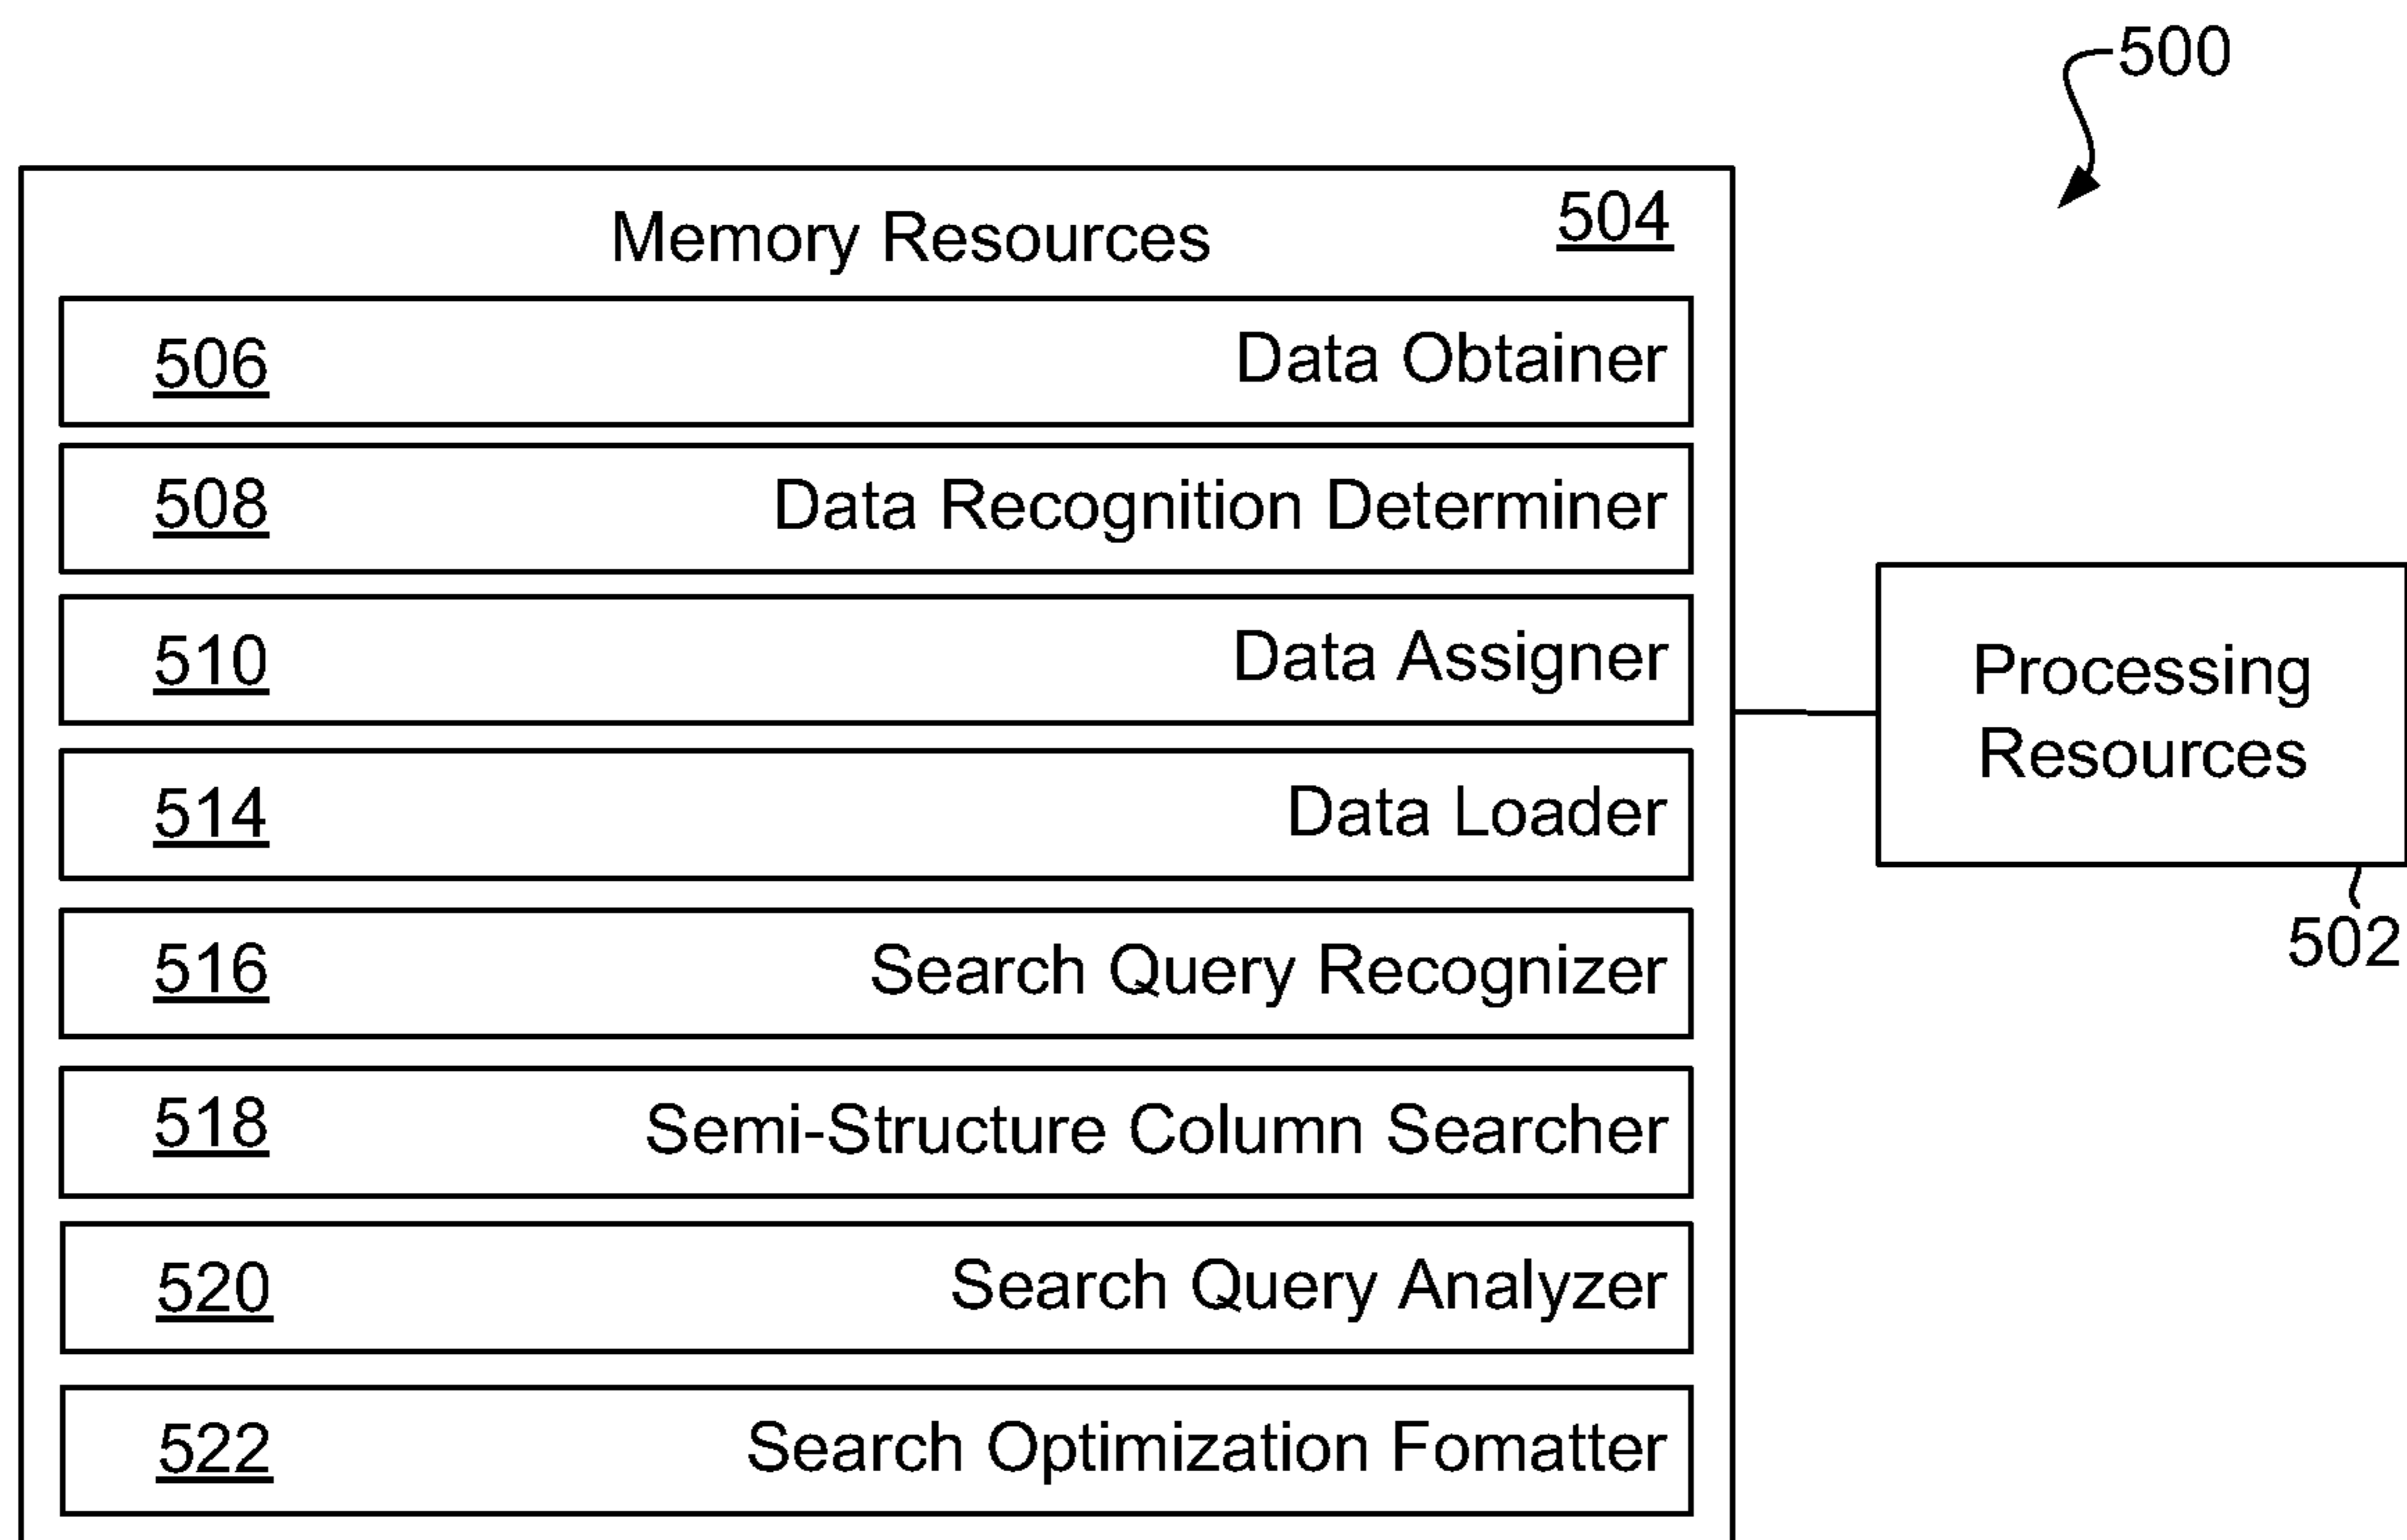 500
Memory Resources 504
506 Data Obtainer
508 Data Recognition Determiner
510 Data Assigner
514 Data Loader
516 Search Query Recognizer
518 Semi-Structure Column Searcher
520 Search Query Analyzer
522 Search Optimization Fomatter
Processing
Resources
502